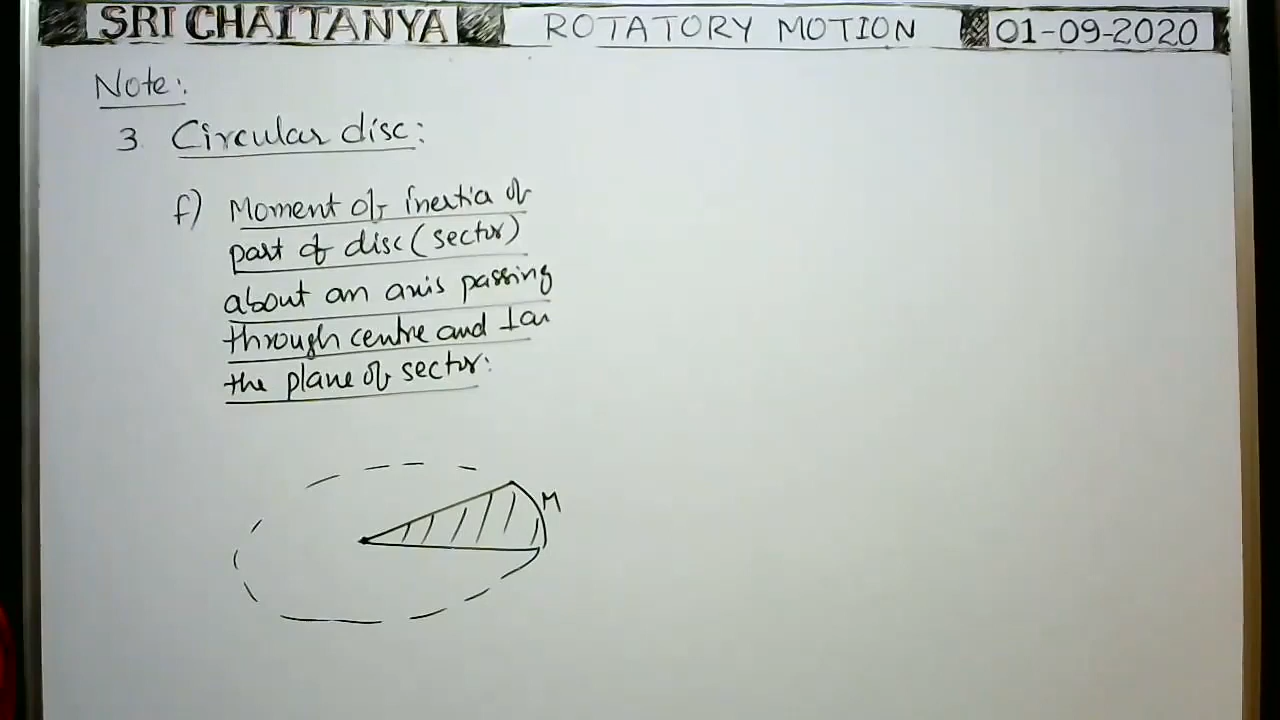 SRI CHAITANYA ROTATORY MOTION 01-09-2020
Note:
3. Circular disc:
f) Moment of inertia of
part of disc (sector)
about an axis passing
through centre and ⊥ar
the plane of sector:
M